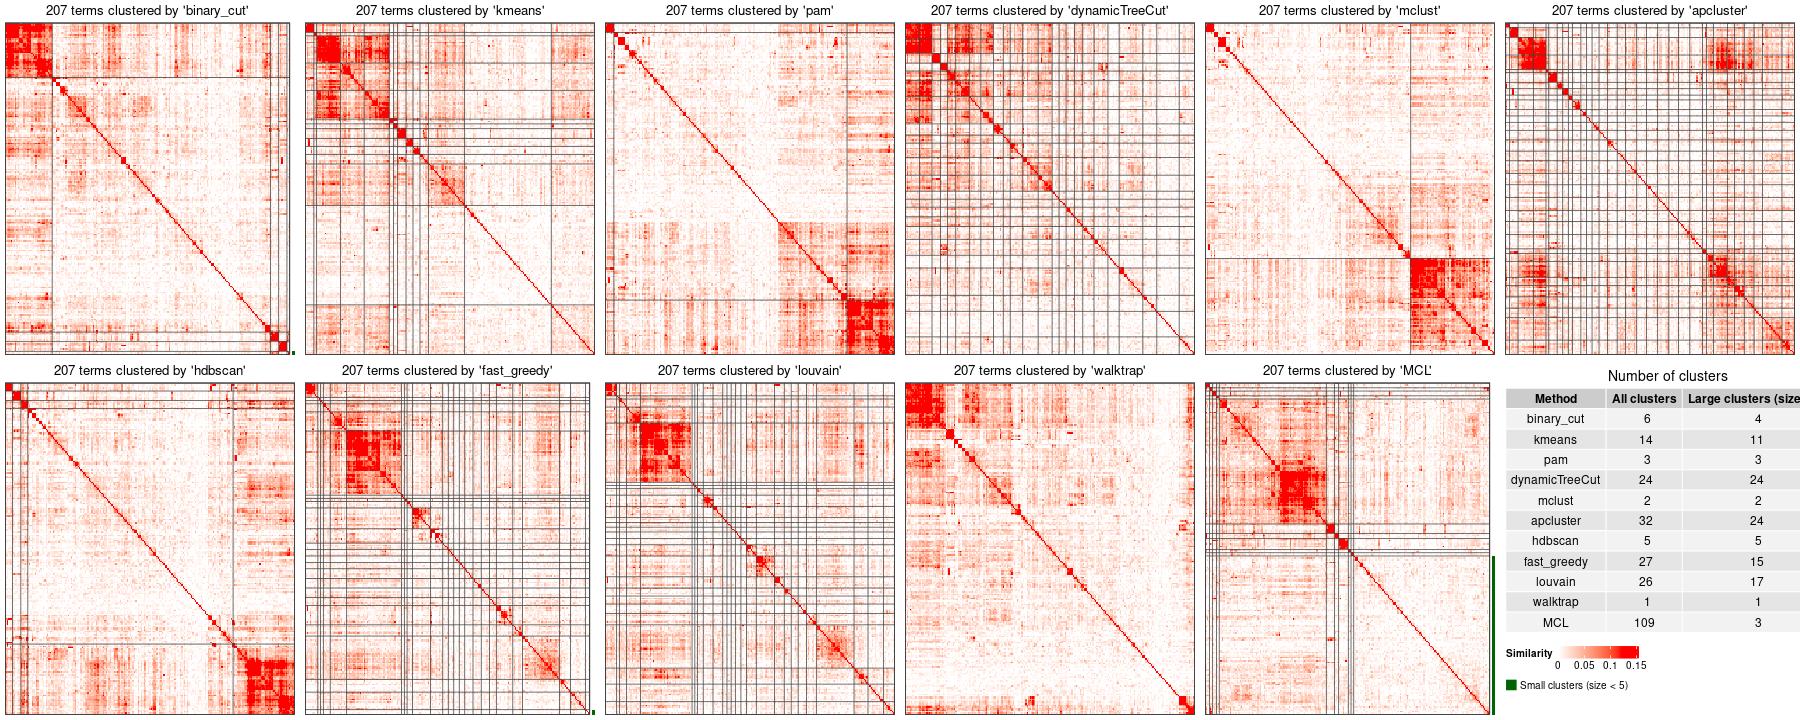 207 terms clustered by 'binary_cut'
207 terms clustered by 'kmeans'
207 terms clustered by 'pam'
207 terms clustered by 'dynamicTreeCut'
207 terms clustered by 'mclust'
207 terms clustered by 'apcluster'
207 terms clustered by 'hdbscan'
207 terms clustered by 'fast_greedy'
207 terms clustered by 'louvain'
207 terms clustered by 'walktrap'
207 terms clustered by 'MCL'
Number of clusters
Method All clusters Large clusters (size
binary_cut 6 4
kmeans 14 11
pam 3 3
dynamicTreeCut 24 24
mclust 2 2
apcluster 32 24
hdbscan 5 5
fast_greedy 27 15
louvain 26 17
walktrap 1 1
MCL 109 3
Similarity
0 0.05 0.1 0.15
Small clusters (size < 5)